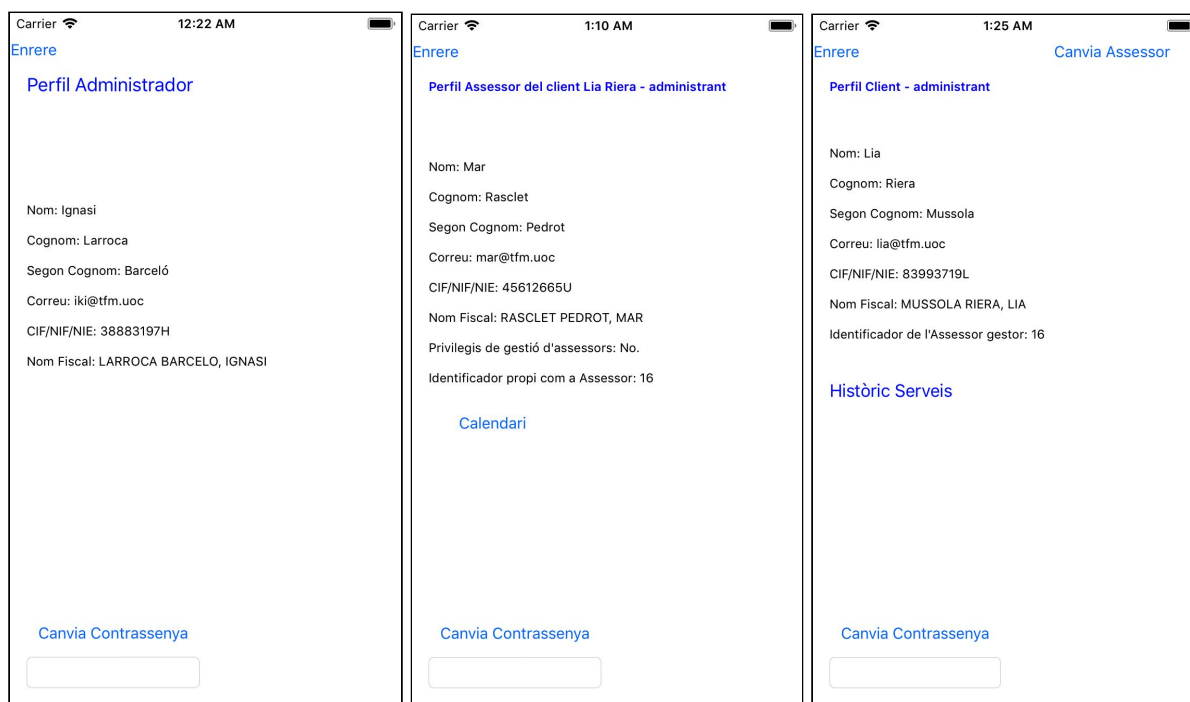 Carrier 12:22 AM
Enrere
Perfil Administrador
Nom: Ignasi
Cognom: Larroca
Segon Cognom: Barceló
Correu: iki@tfm.uoc
CIF/NIF/NIE: 38883197H
Nom Fiscal: LARROCA BARCELO, IGNASI
Canvia Contrassenya
Carrier 1:10 AM
Enrere
Perfil Assessor del client Lia Riera - administrant
Nom: Mar
Cognom: Rasclet
Segon Cognom: Pedrot
Correu: mar@tfm.uoc
CIF/NIF/NIE: 45612665U
Nom Fiscal: RASCLET PEDROT, MAR
Privilegis de gestió d'assessors: No.
Identificador propi com a Assessor: 16
Calendari
Canvia Contrassenya
Carrier 1:25 AM
Enrere Canvia Assessor
Perfil Client - administrant
Nom: Lia
Cognom: Riera
Segon Cognom: Mussola
Correu: lia@tfm.uoc
CIF/NIF/NIE: 83993719L
Nom Fiscal: MUSSOLA RIERA, LIA
Identificador de l'Assessor gestor: 16
Històric Serveis
Canvia Contrassenya